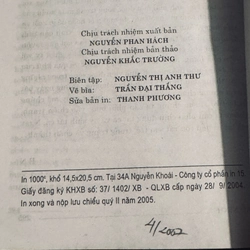 Chịu trách nhiệm xuất bản
NGUYỄN PHAN HÁCH
Chịu trách nhiệm bản thảo
NGUYỄN KHẮC TRƯỜNG
Biên tập: NGUYỄN THỊ ANH THƯ
Vẽ bìa: TRẦN ĐẠI THẮNG
Sửa bản in: THANH PHƯƠNG
In 1000ᶜ, khổ 14,5x20,5 cm. Tại 34A Nguyễn Khoái - Công ty cổ phần in 15
Giấy đăng ký KHXB số: 37/ 1402/ XB - QLXB cấp ngày 28/ 9/
In xong và nộp lưu chiểu quý II năm 2005.